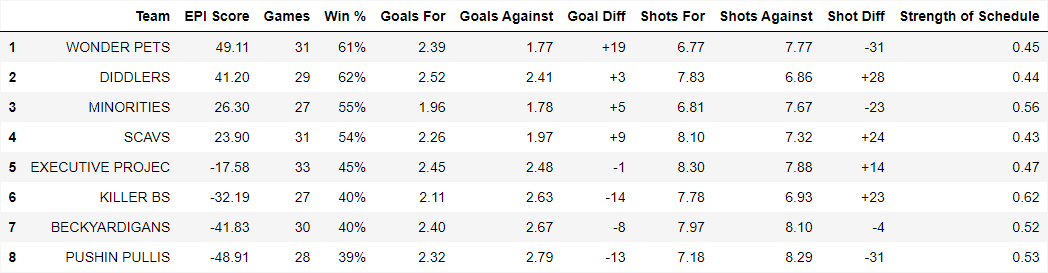 Team EPI Score Games Win % Goals For Goals Against Goal Diff Shots For Shots Against Shot Diff Strength of Schedule
1 WONDER PETS 49.11 31 61% 2.39 1.77 +19 6.77 7.77 -31 0.45
2 DIDDLERS 41.20 29 62% 2.52 2.41 +3 7.83 6.86 +28 0.44
3 MINORITIES 26.30 27 55% 1.96 1.78 +5 6.81 7.67 -23 0.56
4 SCAVS 23.90 31 54% 2.26 1.97 +9 8.10 7.32 +24 0.43
5 EXECUTIVE PROJEC -17.58 33 45% 2.45 2.48 -1 8.30 7.88 +14 0.47
6 KILLER BS -32.19 27 40% 2.11 2.63 -14 7.78 6.93 +23 0.62
7 BECKYARDIGANS -41.83 30 40% 2.40 2.67 -8 7.97 8.10 -4 0.52
8 PUSHIN PULLIS -48.91 28 39% 2.32 2.79 -13 7.18 8.29 -31 0.53